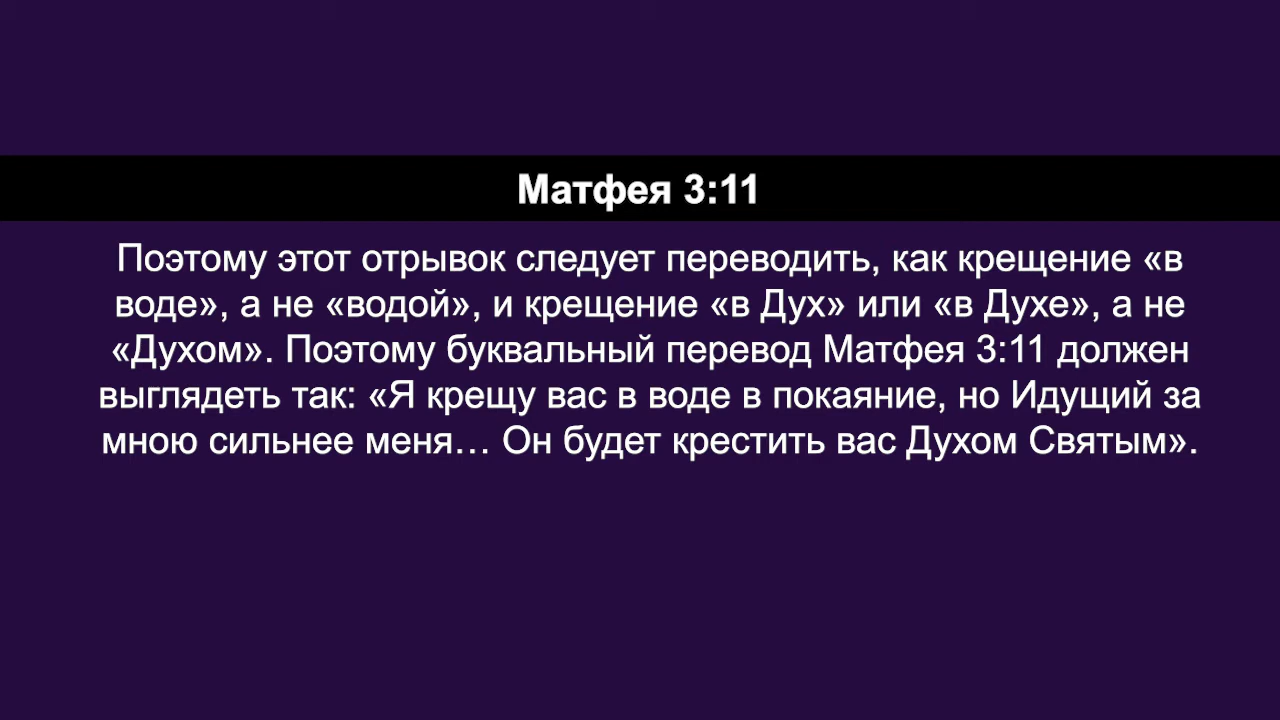 Матфея 3:11
Поэтому этот отрывок следует переводить, как крещение «в
воде», а не «водой», и крещение «в Дух» или «в Духе», а не
«Духом». Поэтому буквальный перевод Матфея 3:11 должен
выглядеть так: «Я крещу вас в воде в покаяние, но Идущий за
мною сильнее меня… Он будет крестить вас Духом Святым».